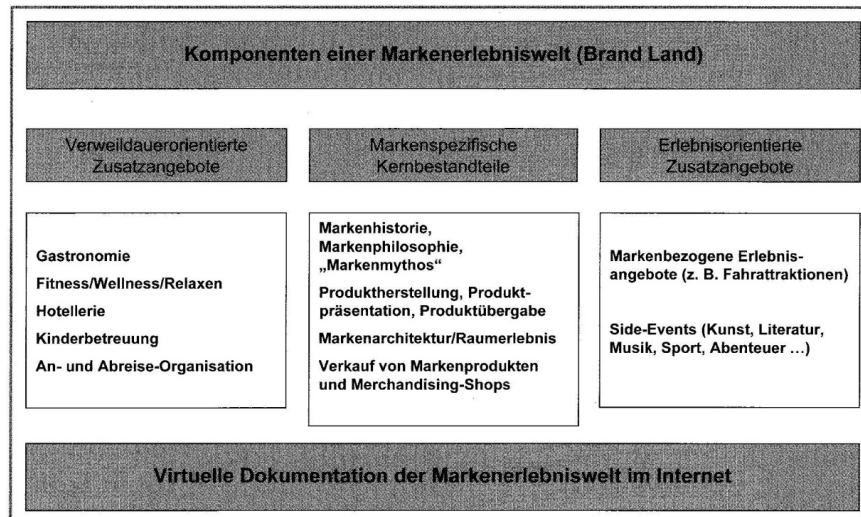 Komponenten einer Markenerlebniswelt (Brand Land)
Verweildauerorientierte
Zusatzangebote
Markenspezifische
Kernbestandteile
Erlebnisorientierte
Zusatzangebote
Gastronomie
Fitness/Wellness/Relaxen
Hotellerie
Kinderbetreuung
An- und Abreise-Organisation
Markenhistorie,
Markenphilosophie,
„Markenmythos“
Produktherstellung, Produkt-
präsentation, Produktübergabe
Markenarchitektur/Raumerlebnis
Verkauf von Markenprodukten
und Merchandising-Shops
Markenbezogene Erlebnis-
angebote (z. B. Fahrattraktionen)
Side-Events (Kunst, Literatur,
Musik, Sport, Abenteuer ...)
Virtuelle Dokumentation der Markenerlebniswelt im Internet